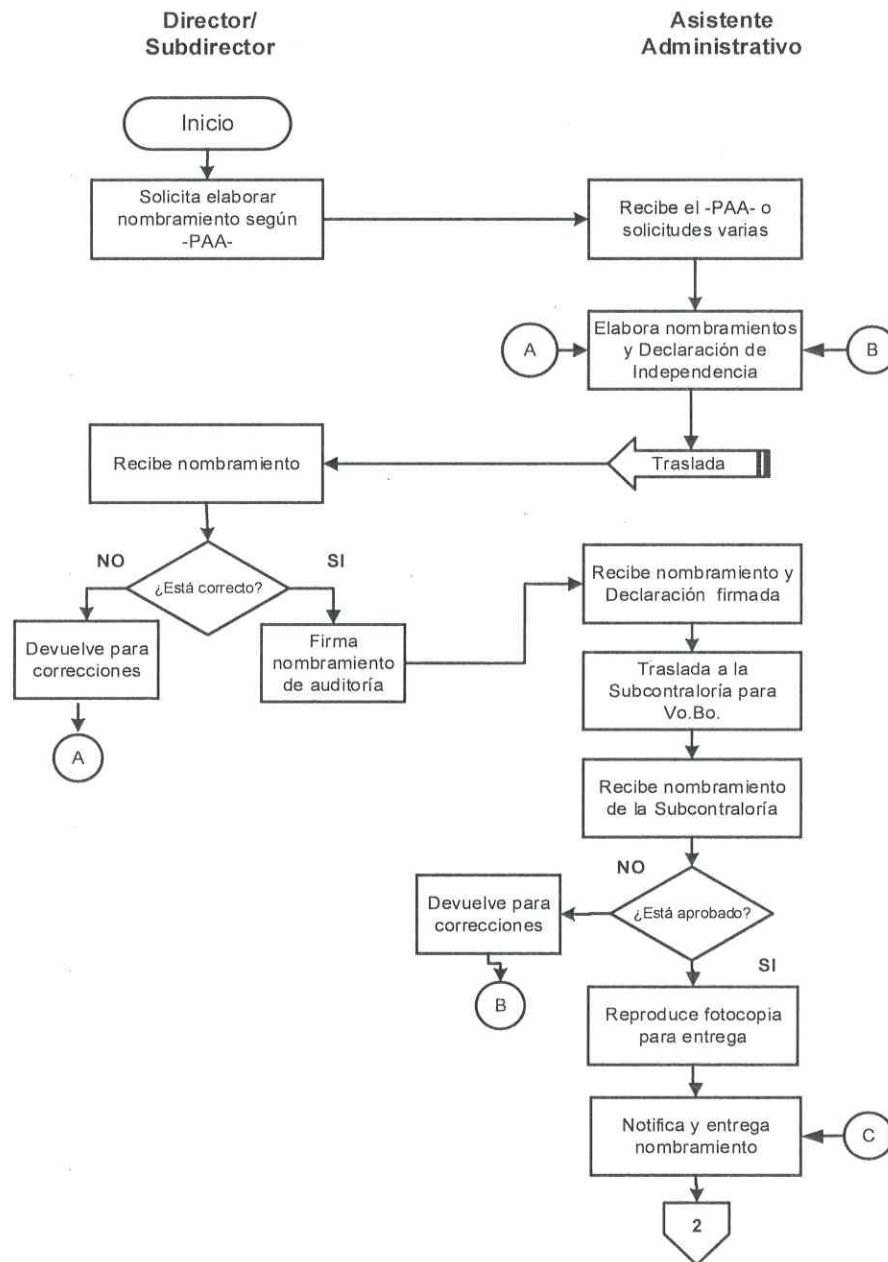 Director/
Subdirector
Asistente
Administrativo
Inicio
Solicita elaborar
nombramiento según
-PAA-
Recibe el -PAA- o
solicitudes varias
A
Elabora nombramientos
y Declaración de
Independencia
B
Recibe nombramiento
Traslada
NO
¿Está correcto?
SI
Recibe nombramiento y
Declaración firmada
Devuelve para
correcciones
Firma
nombramiento
de auditoría
Traslada a la
Subcontraloría para
Vo.Bo.
A
Recibe nombramiento
de la Subcontraloría
NO
Devuelve para
correcciones
¿Está aprobado?
SI
B
Reproduce fotocopia
para entrega
Notifica y entrega
nombramiento
C
2